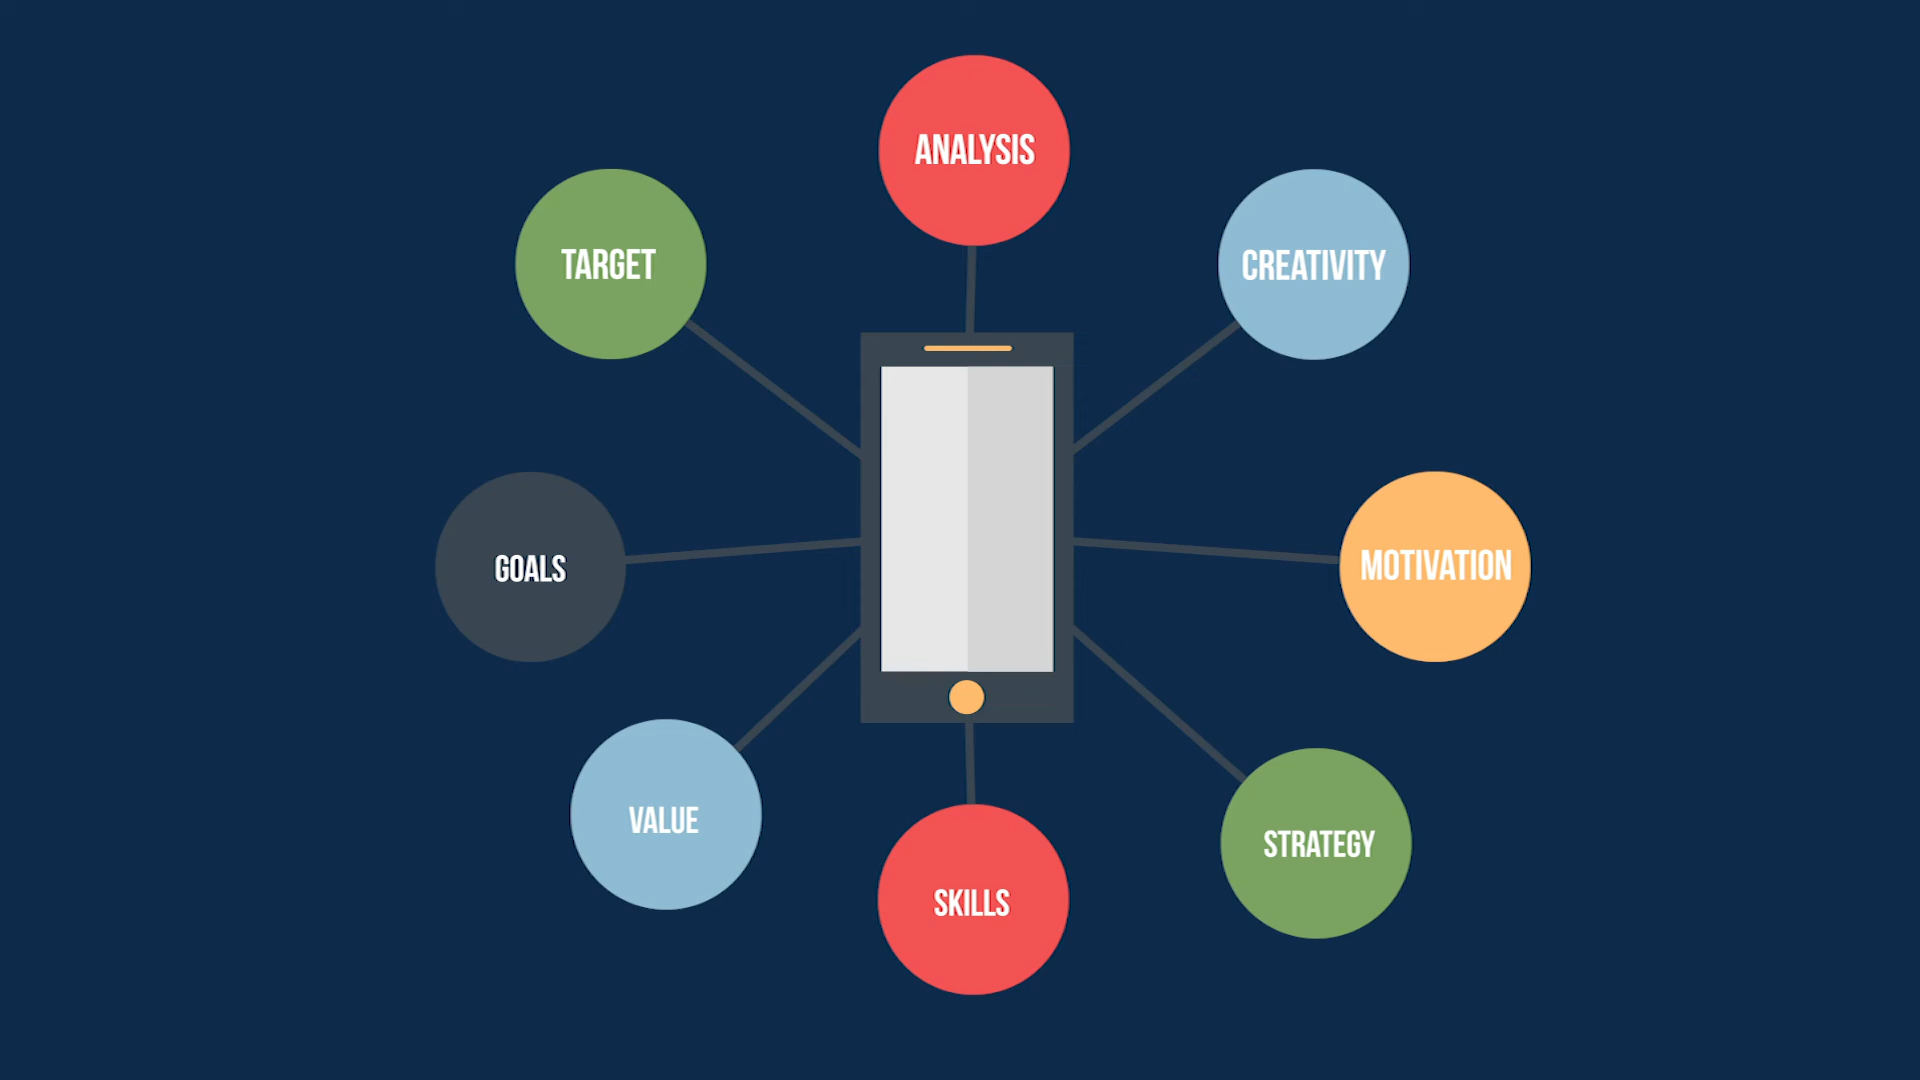 ANALYSIS
TARGET
CREATIVITY
GOALS
MOTIVATION
VALUE
STRATEGY
SKILLS